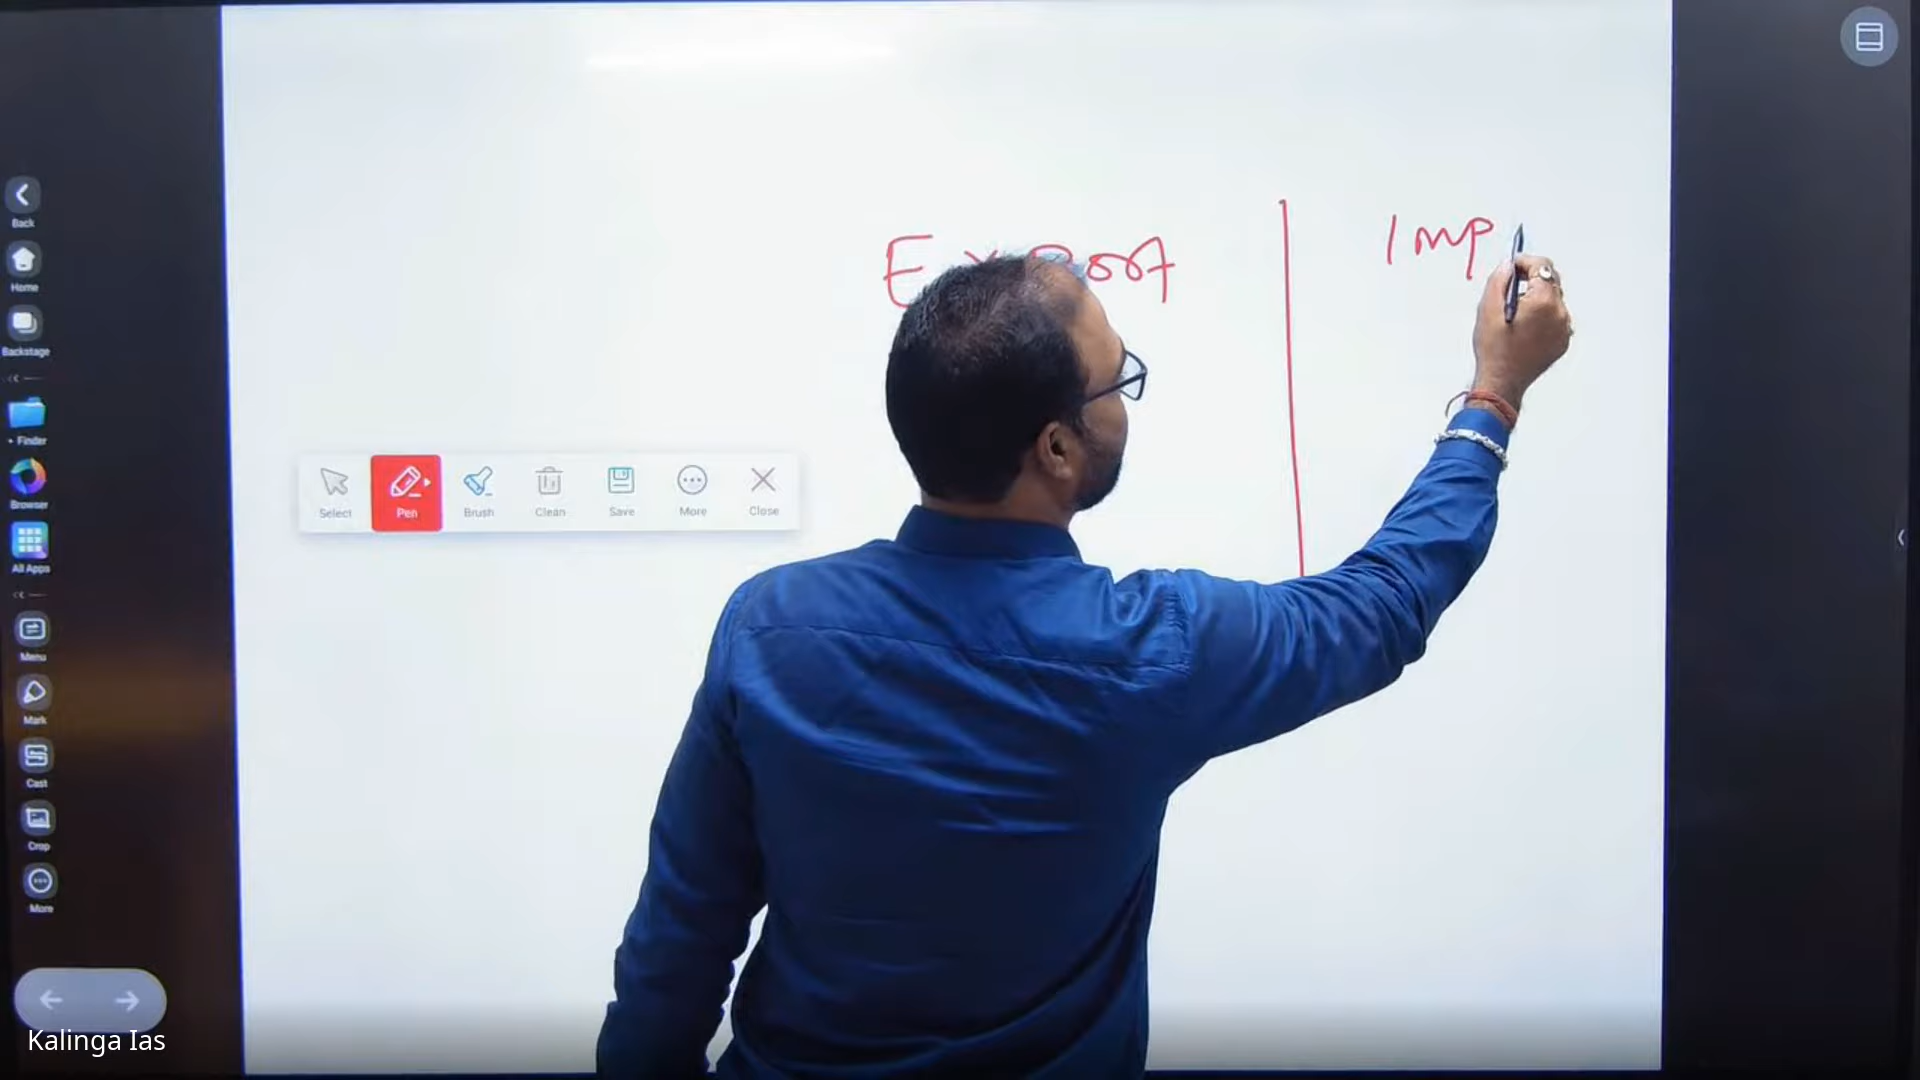 Export
Imp
Select
Pen
Brush
Clean
Save
More
Close
Back
Home
Backstage
Finder
Browser
All Apps
Menu
Mark
Cast
Crop
More
Kalinga Ias